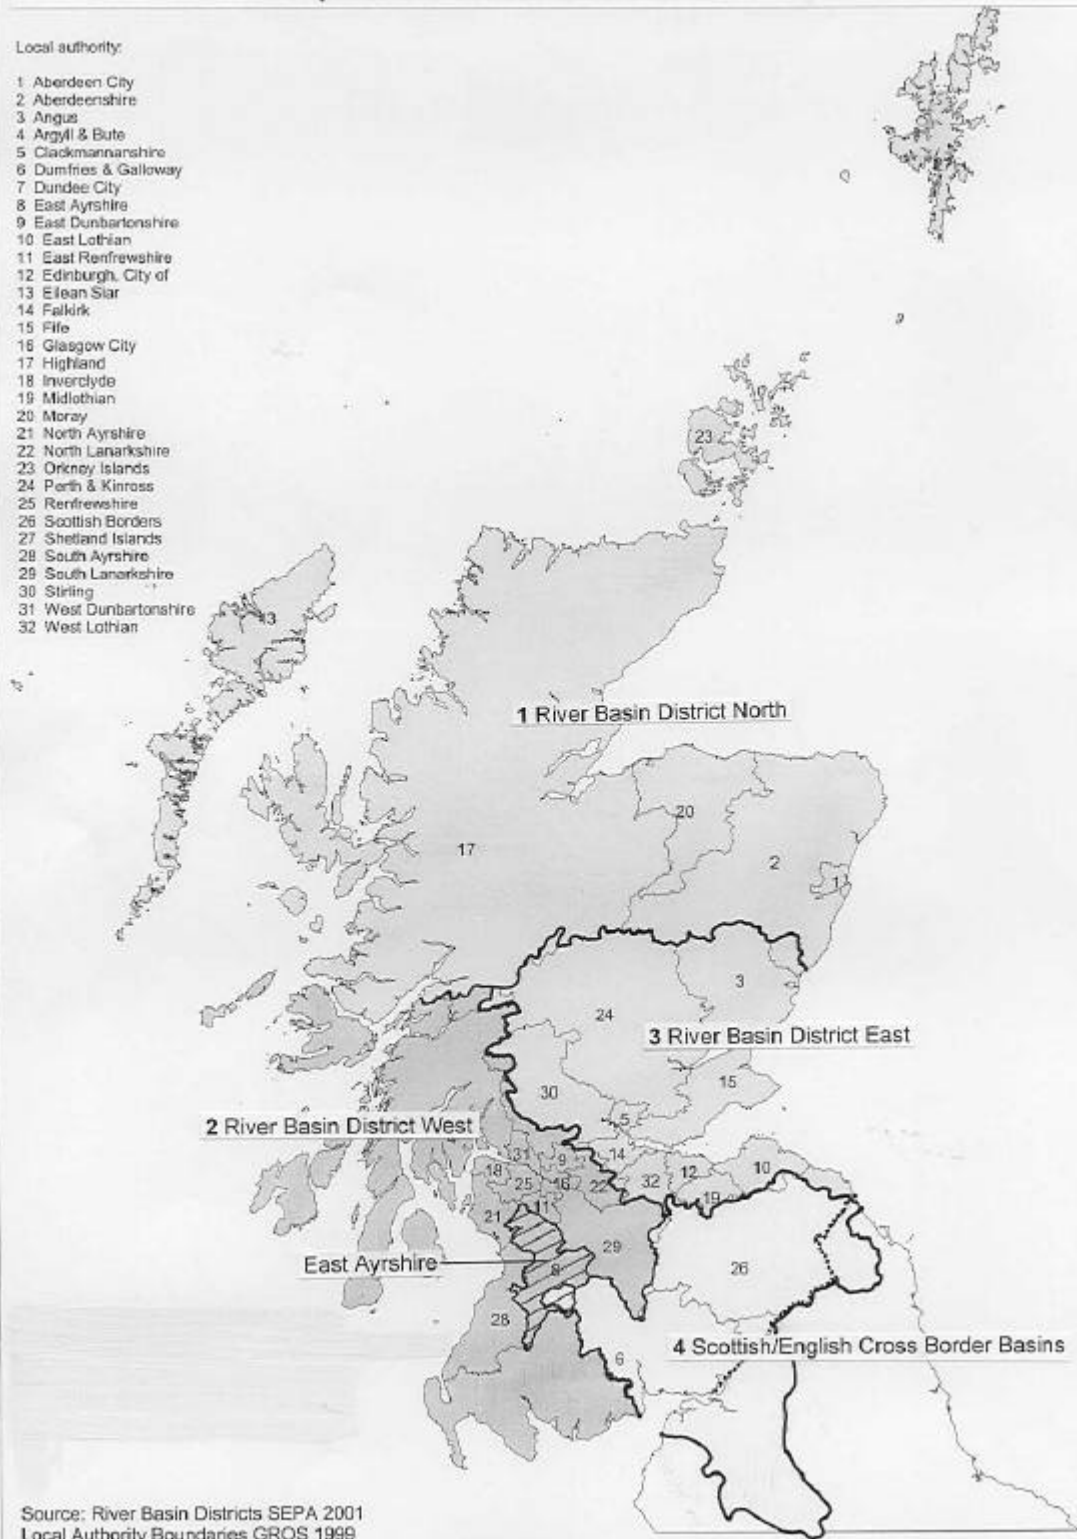 Local authority:
1 Aberdeen City
2 Aberdeenshire
3 Angus
4 Argyll & Bute
5 Clackmannanshire
6 Dumfries & Galloway
7 Dundee City
8 East Ayrshire
9 East Dunbartonshire
10 East Lothian
11 East Renfrewshire
12 Edinburgh, City of
13 Eilean Siar
14 Falkirk
15 Fife
16 Glasgow City
17 Highland
18 Inverclyde
19 Midlothian
20 Moray
21 North Ayrshire
22 North Lanarkshire
23 Orkney Islands
24 Perth & Kinross
25 Renfrewshire
26 Scottish Borders
27 Shetland Islands
28 South Ayrshire
29 South Lanarkshire
30 Stirling
31 West Dunbartonshire
32 West Lothian
23
13
1 River Basin District North
20
17
2
1
3
24
3 River Basin District East
15
30
5
2 River Basin District West
31
9
14
12
10
18
25
16
22
32
19
21
11
29
East Ayrshire
8
26
28
4 Scottish/English Cross Border Basins
6
Source: River Basin Districts SEPA 2001
Local Authority Boundaries GROS 1999